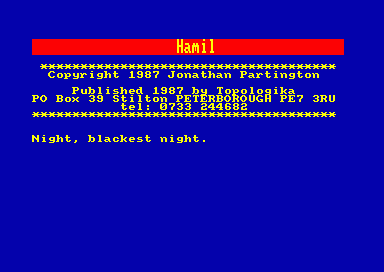 Hamil
*************************************
Copyright 1987 Jonathan Partington
Published 1987 by Topologika
PO Box 39 Stilton PETERBOROUGH PE7 3RU
tel: 0733 244682
**************************************
Night, blackest night.